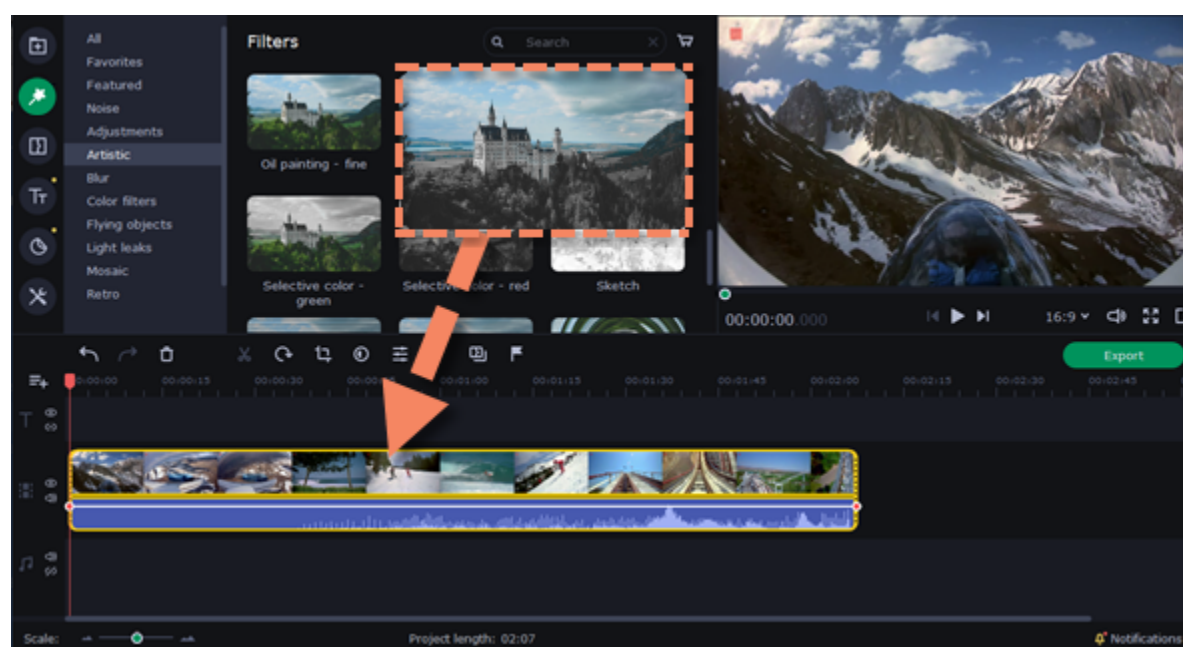 All
Favorites
Featured
Noise
Adjustments
Artistic
Blur
Color filters
Flying objects
Light leaks
Mosaic
Retro
Filters
Search
Oil painting - fine
Selective color -
green
Selective color - red
Sketch
00:00:00.000
16:9
Export
0:00:00 00:00:15 00:00:30 00:01:00 00:01:15 00:01:30 00:01:45 00:02:00 00:02:15 00:02:30 00:02:45
Scale:
Project length: 02:07
Notifications